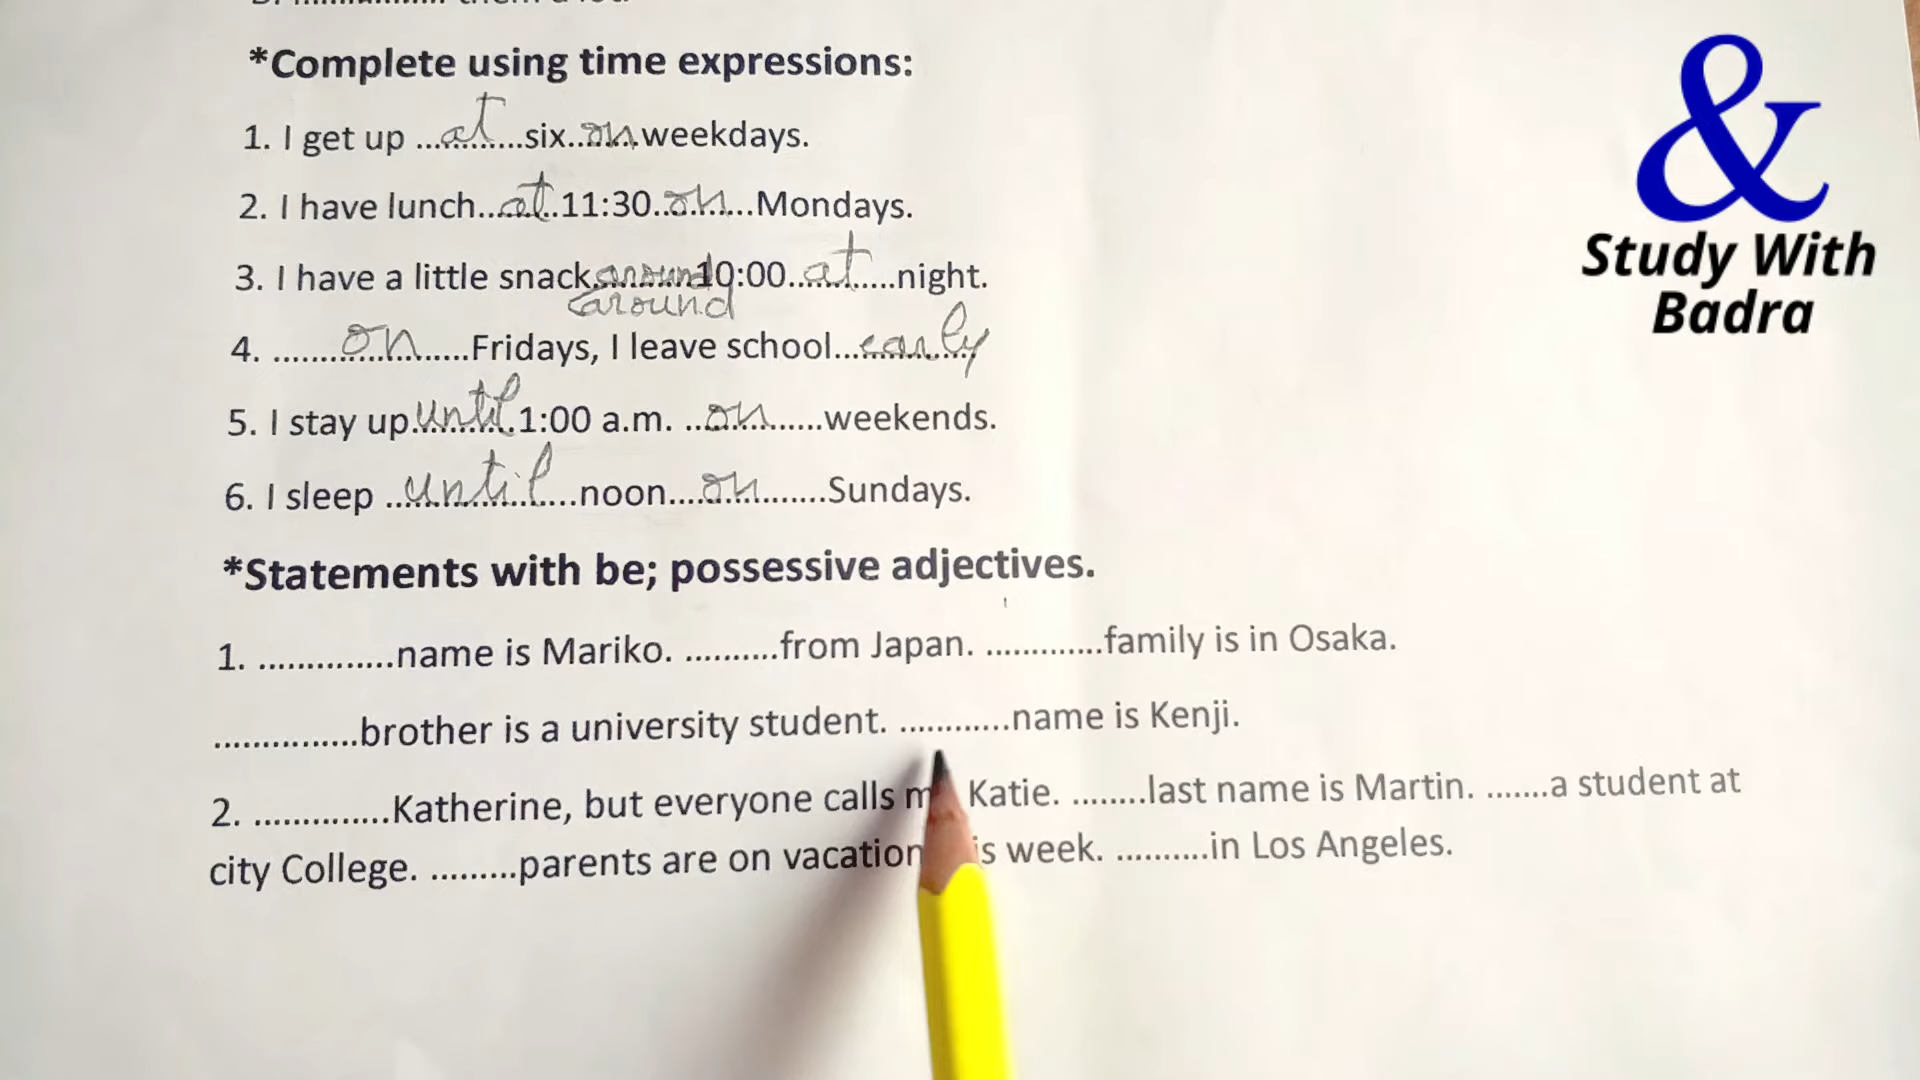 them a lot.
*Complete using time expressions:
1. I get up ...at...six...on...weekdays.
2. I have lunch...at...11:30...on...Mondays.
3. I have a little snack...around...10:00...at...night.
around
4. ...on...Fridays, I leave school...early
5. I stay up...until...1:00 a.m. ...on...weekends.
6. I sleep ...until...noon...on...Sundays.
*Statements with be; possessive adjectives.
1. ..............name is Mariko. ..........from Japan. .............family is in Osaka.
...............brother is a university student. ............name is Kenji.
2. ..............Katherine, but everyone calls Katie. ........last name is Martin. .......a student at
city College. .........parents are on vacation week. ..........in Los Angeles.
&
Study With
Badra